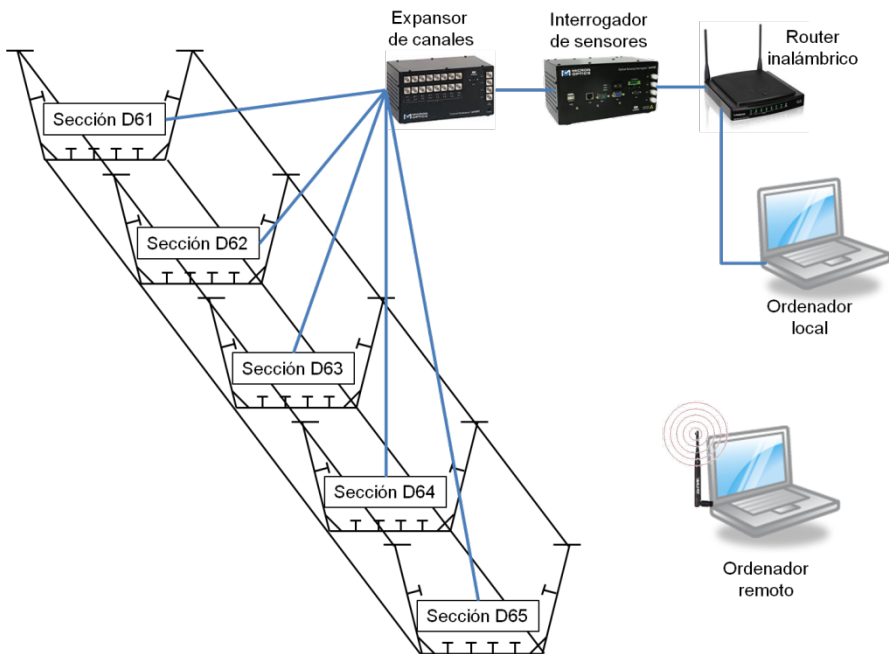 Expansor
de canales
Interrogador
de sensores
Router
inalámbrico
Sección D61
Sección D62
Sección D63
Sección D64
Sección D65
Ordenador
local
Ordenador
remoto